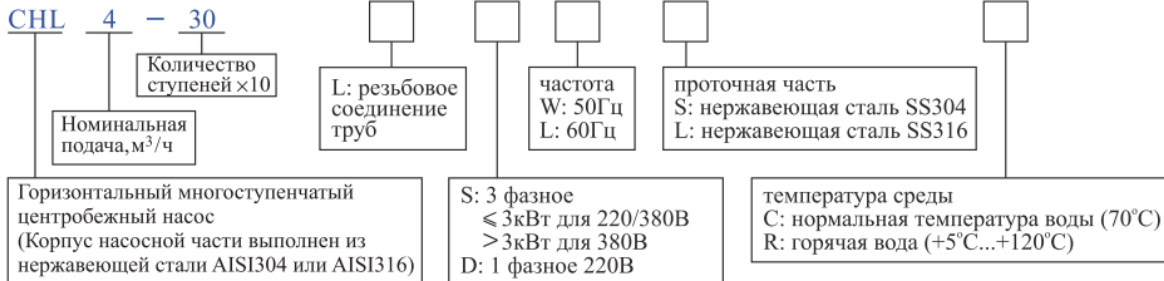 CHL 4 – 30
Количество
ступеней ×10
Номинальная
подача, м³/ч
Горизонтальный многоступенчатый
центробежный насос
(Корпус насосной части выполнен из
нержавеющей стали AISI304 или AISI316)
L: резьбовое
соединение
труб
S: 3 фазное
⩽ 3кВт для 220/380В
> 3кВт для 380В
D: 1 фазное 220В
частота
W: 50Гц
L: 60Гц
проточная часть
S: нержавеющая сталь SS304
L: нержавеющая сталь SS316
температура среды
C: нормальная температура воды (70°C)
R: горячая вода (+5°C...+120°C)